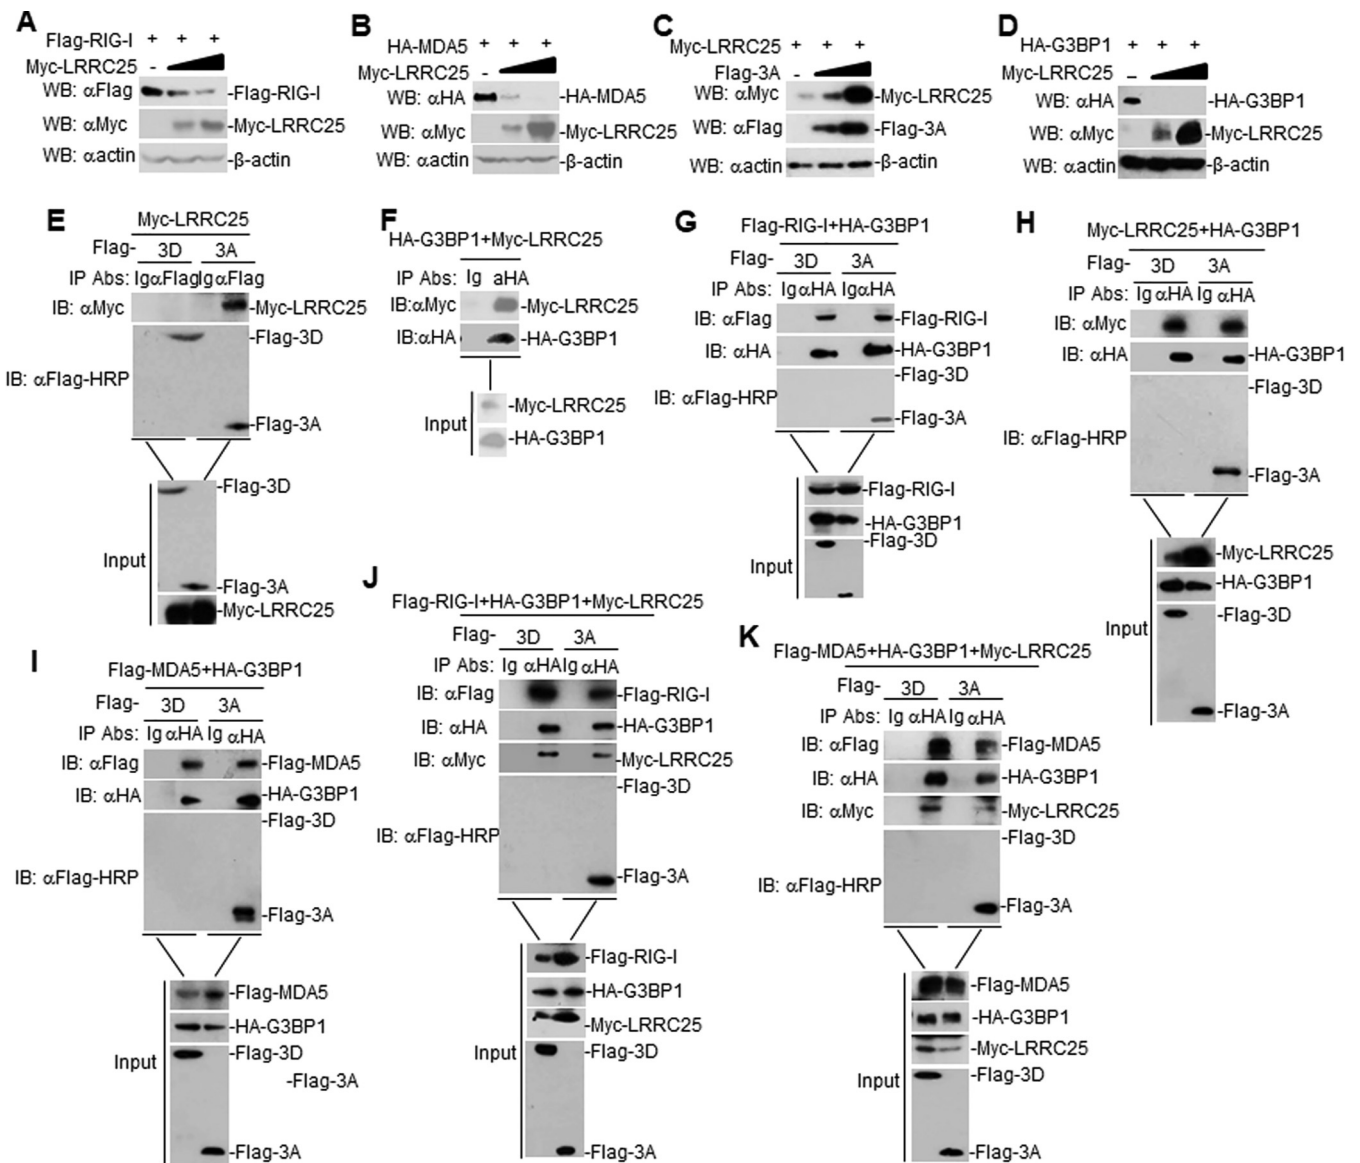 A
Flag-RIG-I + + +
Myc-LRRC25 -
WB: αFlag -Flag-RIG-I
WB: αMyc -Myc-LRRC25
WB: αactin -β-actin
B
HA-MDA5 + + +
Myc-LRRC25 -
WB: αHA -HA-MDA5
WB: αMyc -Myc-LRRC25
WB: αactin -β-actin
C
Myc-LRRC25 + + +
Flag-3A -
WB: αMyc -Myc-LRRC25
WB: αFlag -Flag-3A
WB: αactin -β-actin
D
HA-G3BP1 + + +
Myc-LRRC25 -
WB: αHA -HA-G3BP1
WB: αMyc -Myc-LRRC25
WB: αactin -β-actin
E
Myc-LRRC25
Flag- 3D 3A
IP Abs: IgαFlagIgαFlag
IB: αMyc -Myc-LRRC25
-Flag-3D
IB: αFlag-HRP
-Flag-3A
-Flag-3D
Input
-Flag-3A
-Myc-LRRC25
F
HA-G3BP1+Myc-LRRC25
IP Abs: Ig aHA
IB:αMyc -Myc-LRRC25
IB:αHA -HA-G3BP1
-Myc-LRRC25
Input
-HA-G3BP1
G
Flag-RIG-I+HA-G3BP1
Flag- 3D 3A
IP Abs: IgαHA IgαHA
IB: αFlag -Flag-RIG-I
IB: αHA -HA-G3BP1
-Flag-3D
IB: αFlag-HRP
-Flag-3A
-Flag-RIG-I
-HA-G3BP1
-Flag-3D
Input
H
Myc-LRRC25+HA-G3BP1
Flag- 3D 3A
IP Abs: Ig αHA Ig αHA
IB: αMyc
IB: αHA -HA-G3BP1
-Flag-3D
IB: αFlag-HRP
-Flag-3A
-Myc-LRRC25
-HA-G3BP1
-Flag-3D
Input
-Flag-3A
I
Flag-MDA5+HA-G3BP1
Flag- 3D 3A
IP Abs: Ig αHA Ig αHA
IB: αFlag -Flag-MDA5
IB: αHA -HA-G3BP1
-Flag-3D
IB: αFlag-HRP
-Flag-3A
-Flag-MDA5
-HA-G3BP1
-Flag-3D
Input
-Flag-3A
-Flag-3A
J
Flag-RIG-I+HA-G3BP1+Myc-LRRC25
Flag- 3D 3A
IP Abs: Ig αHAIg αHA
IB: αFlag -Flag-RIG-I
IB: αHA -HA-G3BP1
IB: αMyc -Myc-LRRC25
-Flag-3D
IB: αFlag-HRP
-Flag-3A
-Flag-RIG-I
-HA-G3BP1
-Myc-LRRC25
Input
-Flag-3D
-Flag-3A
K
Flag-MDA5+HA-G3BP1+Myc-LRRC25
Flag- 3D 3A
IP Abs: Ig αHA Ig αHA
IB: αFlag -Flag-MDA5
IB: αHA -HA-G3BP1
IB: αMyc -Myc-LRRC25
-Flag-3D
IB: αFlag-HRP
-Flag-3A
-Flag-MDA5
-HA-G3BP1
-Myc-LRRC25
-Flag-3D
Input
-Flag-3A